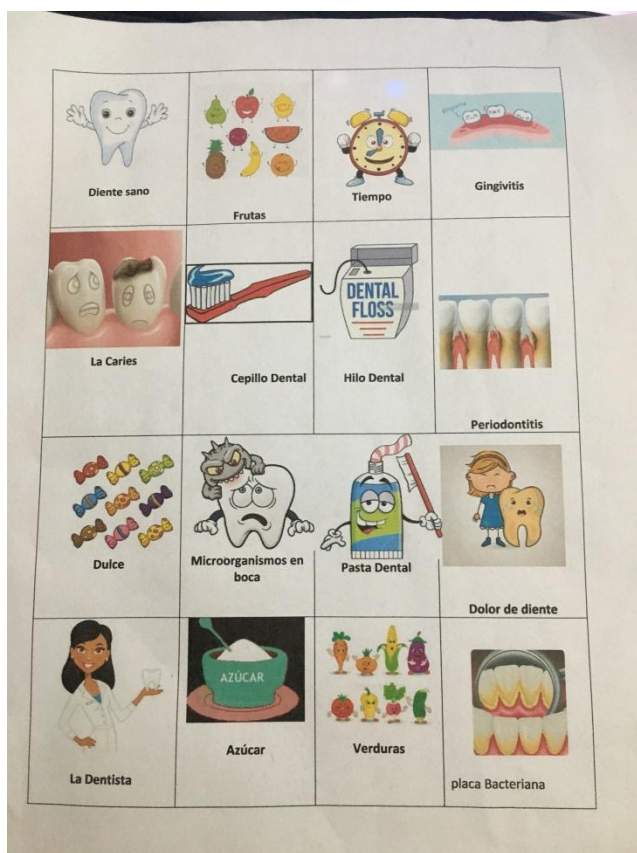 Diente sano
Frutas
Tiempo
Gingivitis
La Caries
Cepillo Dental
DENTAL
FLOSS
Hilo Dental
Periodontitis
Dulce
Microorganismos en
boca
Pasta Dental
Dolor de diente
La Dentista
AZÚCAR
Azúcar
Verduras
placa Bacteriana